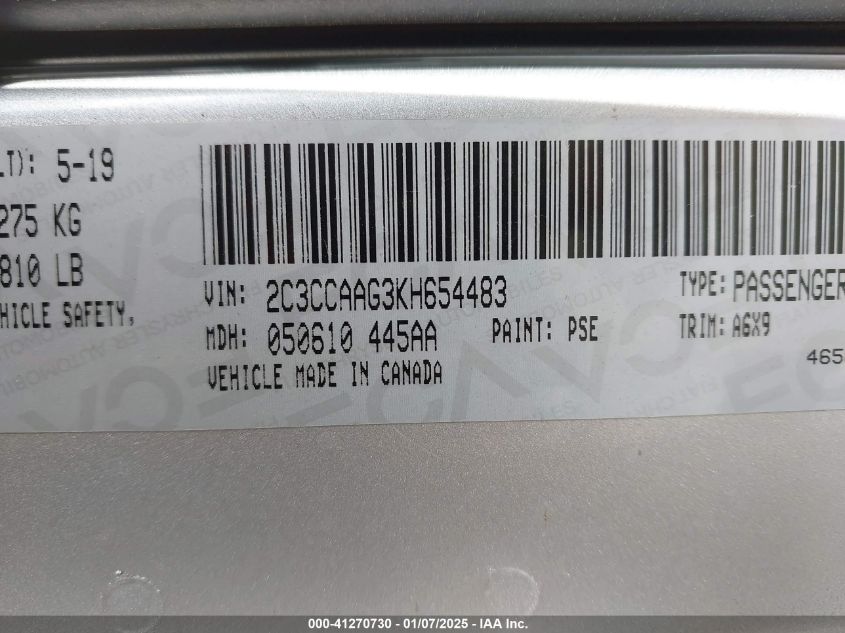 LT): 5-19
275 KG
810 LB
HICLE SAFETY,
VIN: 2C3CCAAG3KH654483
TYPE: PASSENGER
MDH: 050610 445AA PAINT: PSE
TRIM: A6X9
VEHICLE MADE IN CANADA
465
000-41270730 - 01/07/2025 - IAA Inc.